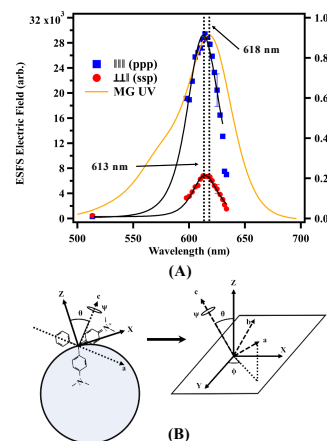 32 x10³
28
24
20
16
12
8
4
0
ESFS Electric Field (arb.)
|||||| (ppp)
⊥⊥|| (ssp)
MG UV
618 nm
613 nm
1.0
0.8
0.6
0.4
0.2
0.0
500
550
600
650
700
Wavelength (nm)
(A)
Z
c
ψ
θ
X
a
Z
c
ψ
θ
b
a
X
Y
ϕ
(B)